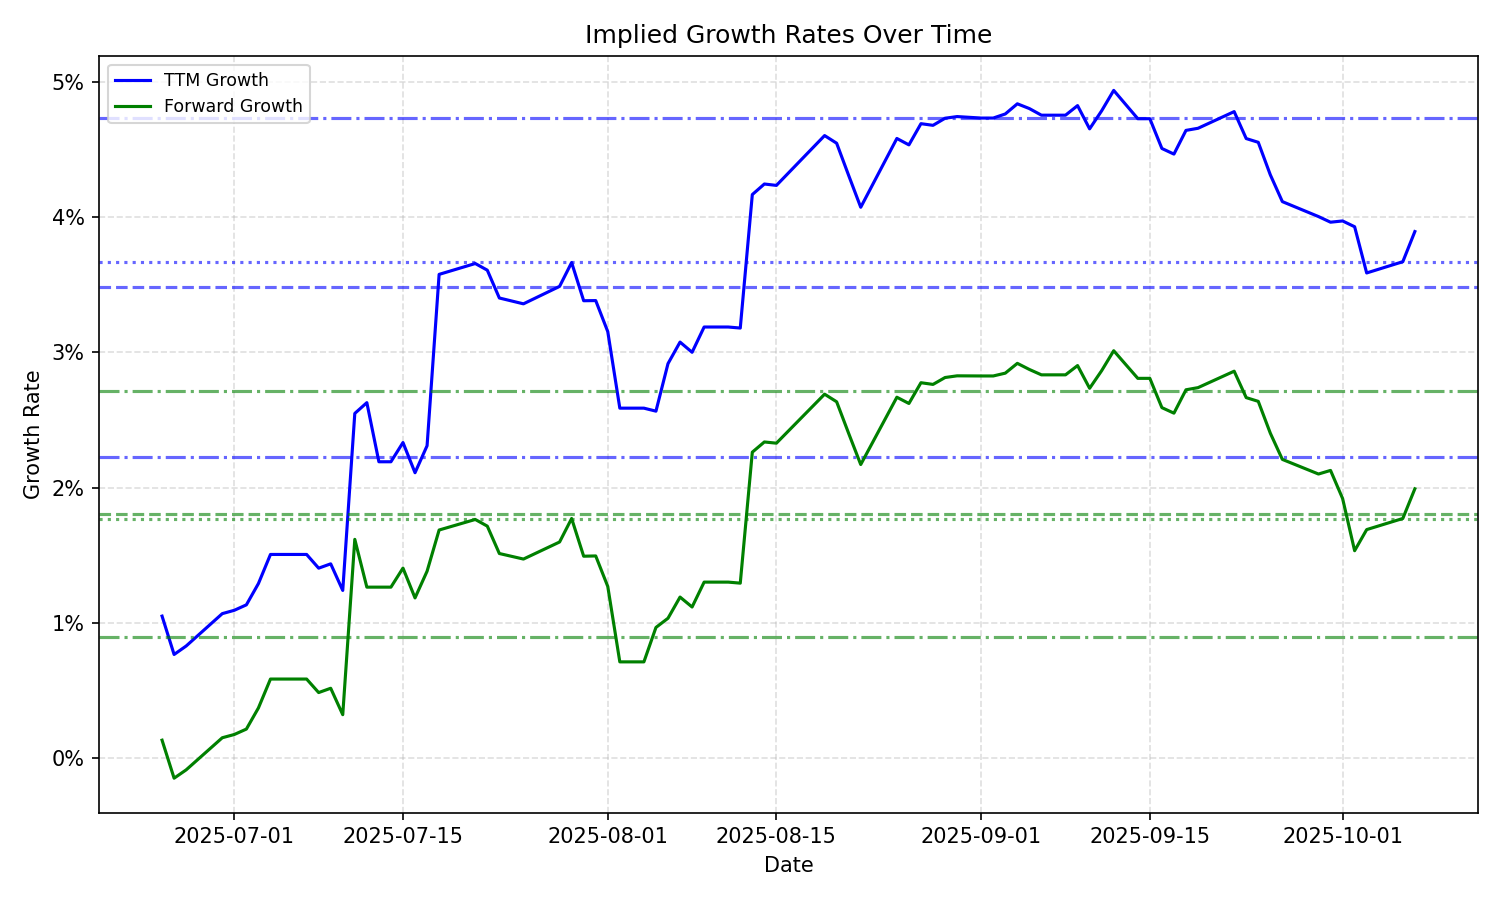 Implied Growth Rates Over Time
TTM Growth
Forward Growth
Growth Rate
5%
4%
3%
2%
1%
0%
2025-07-01
2025-07-15
2025-08-01
2025-08-15
2025-09-01
2025-09-15
2025-10-01
Date